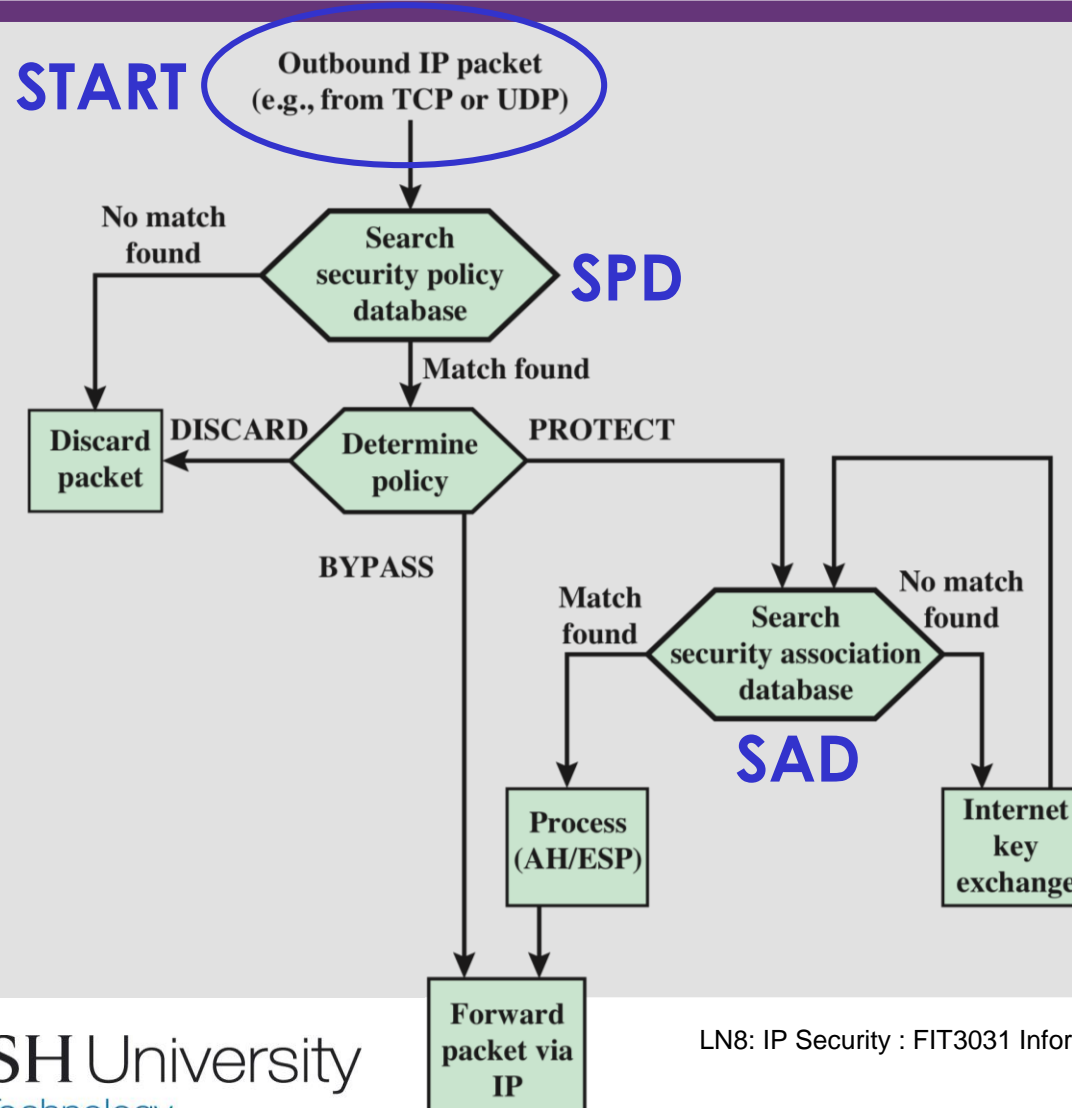 START
Outbound IP packet
(e.g., from TCP or UDP)
No match
found
Search
security policy
database
SPD
Match found
Discard
packet
DISCARD
Determine
policy
PROTECT
BYPASS
Match
found
Search
security association
database
No match
found
SAD
Process
(AH/ESP)
Internet
key
exchange
Forward
packet via
IP
SH University
LN8: IP Security : FIT3031 Infor